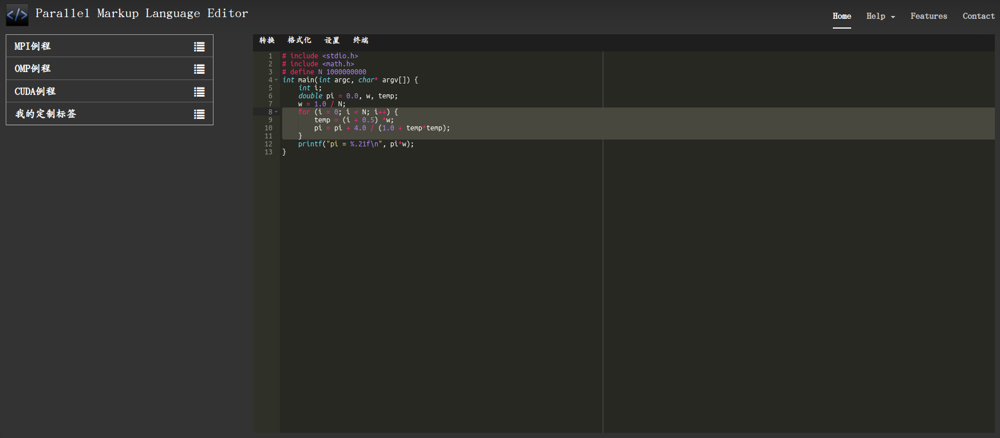 </> Parallel Markup Language Editor
Home Help Features Contact
MPI例程
OMP例程
CUDA例程
我的定制标签
转换 格式化 设置 终端
1 # include <stdio.h>
2 # include <math.h>
3 # define N 1000000000
4 int main(int argc, char* argv[]) {
5 int i;
6 double pi = 0.0, w, temp;
7 w = 1.0 / N;
8 for (i = 0; i < N; i++) {
9 temp = (i + 0.5) *w;
10 pi = pi + 4.0 / (1.0 + temp*temp);
11 }
12 printf("pi = %.21f\n", pi*w);
13 }